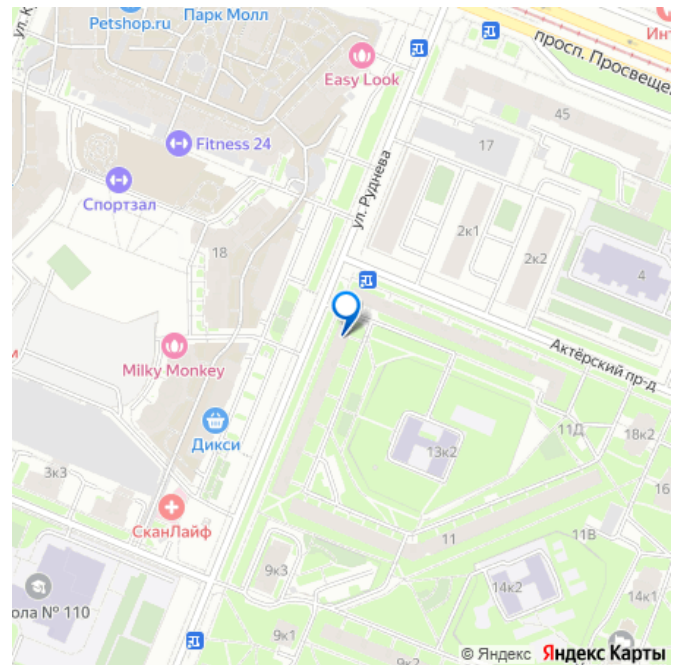 ул. К
Petshop.ru
Парк Молл
Easy Look
Инт
просп. Просвеще
45
17
Fitness 24
Спортзал
ул. Руднева
2к1
2к2
4
18
Актёрский пр-д
Milky Monkey
м
Дикси
13к2
11Д
18к2
3к3
16
СканЛайф
11
11В
9к3
14к2
14к1
ола № 110
9к1
9к2
© Яндекс Яндекс Карты